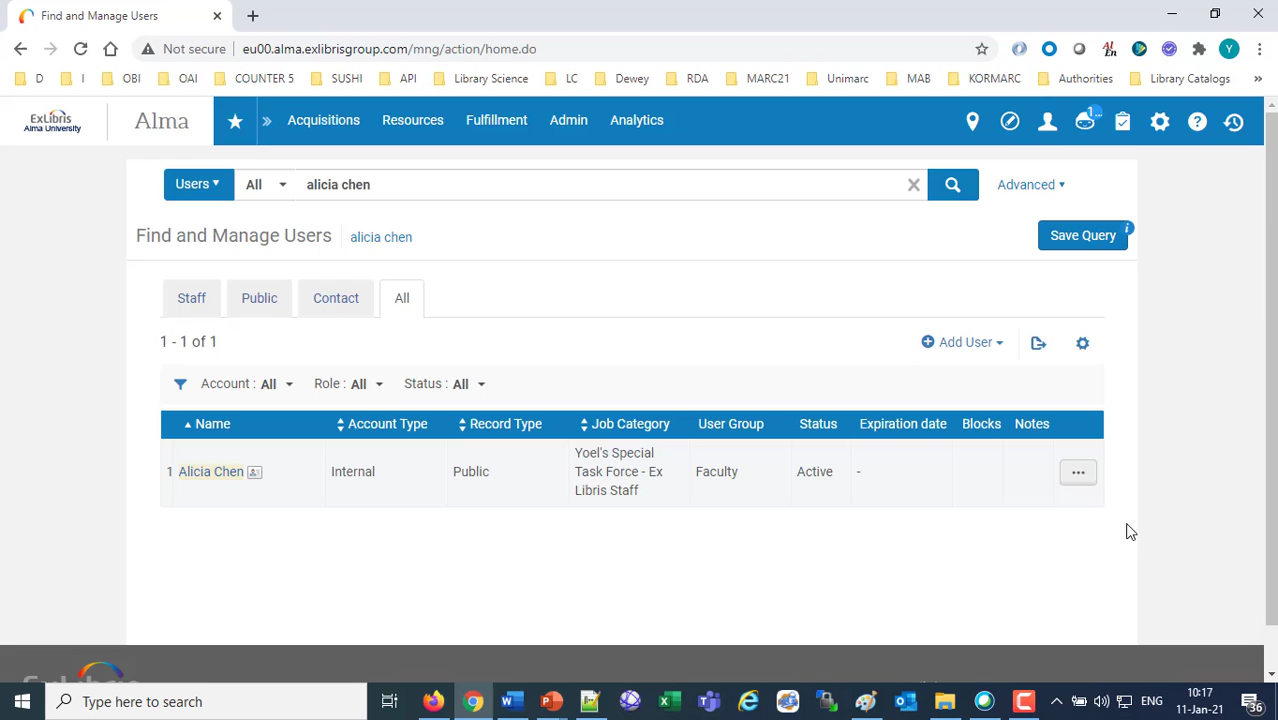 Find and Manage Users
Not secure eu00.alma.exlibrisgroup.com/mng/action/home.do Y
D I OBI OAI COUNTER 5 SUSHI API Library Science LC Dewey RDA MARC21 Unimarc MAB KORMARC Authorities Library Catalogs »
ExLibris
Alma University
Alma Acquisitions Resources Fulfillment Admin Analytics 1...
Users All alicia chen Advanced
Find and Manage Users alicia chen Save Query i
Staff Public Contact All
1 - 1 of 1 Add User
Account : All Role : All Status : All
Name Account Type Record Type Job Category User Group Status Expiration date Blocks Notes
1 Alicia Chen Internal Public Yoel's Special
Task Force - Ex
Libris Staff Faculty Active - ...
Type here to search ENG 10:17
11-Jan-21 36